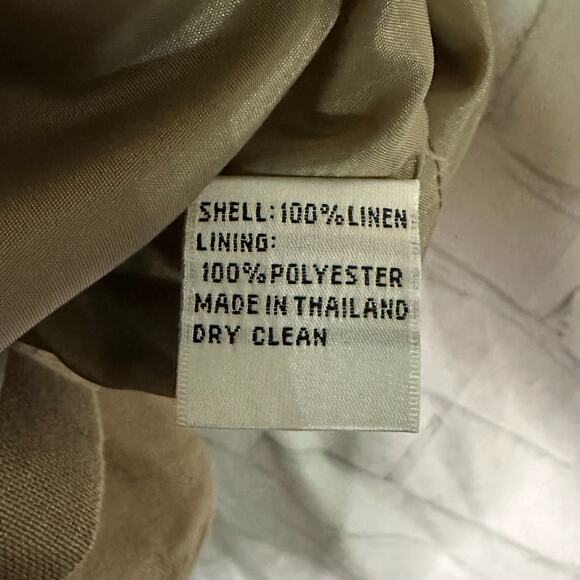 SHELL: 100% LINEN
LINING:
100% POLYESTER
MADE IN THAILAND
DRY CLEAN